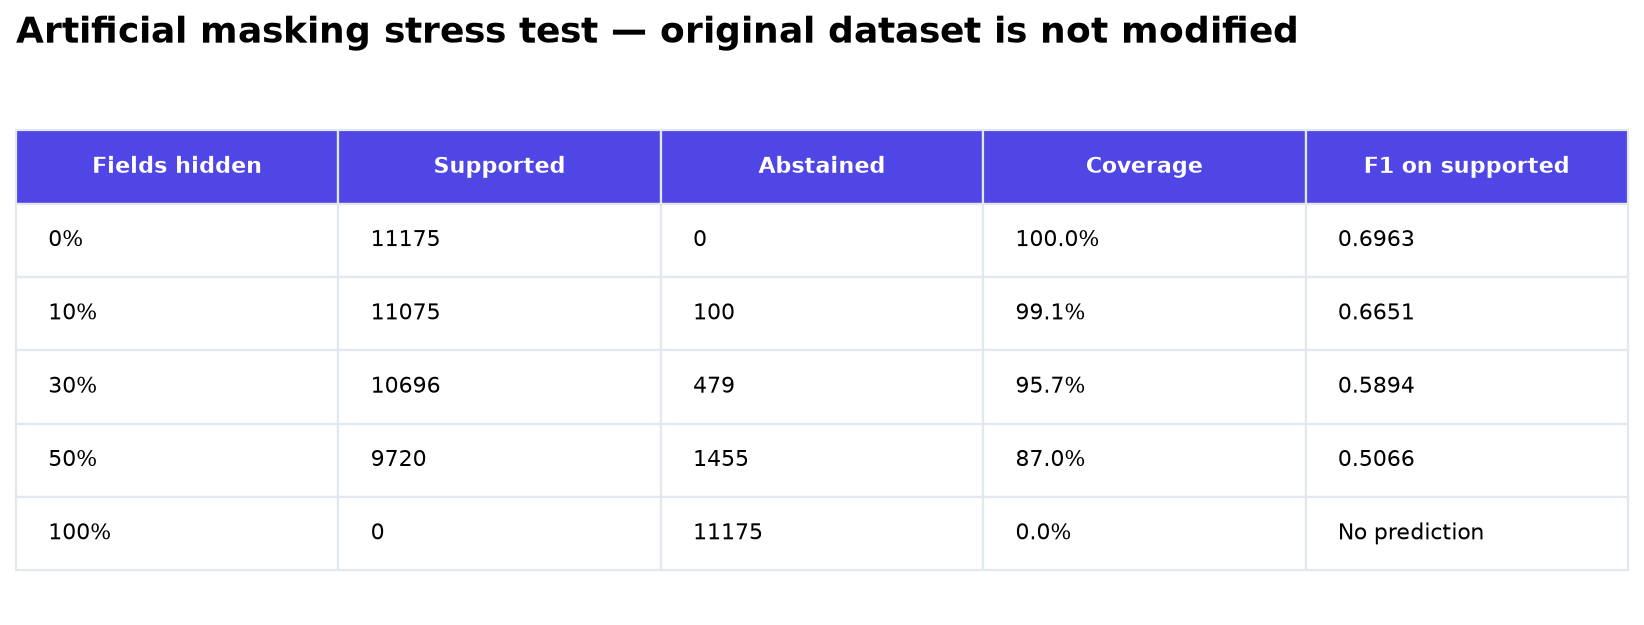 Artificial masking stress test — original dataset is not modified
Fields hidden Supported Abstained Coverage F1 on supported
0% 11175 0 100.0% 0.6963
10% 11075 100 99.1% 0.6651
30% 10696 479 95.7% 0.5894
50% 9720 1455 87.0% 0.5066
100% 0 11175 0.0% No prediction